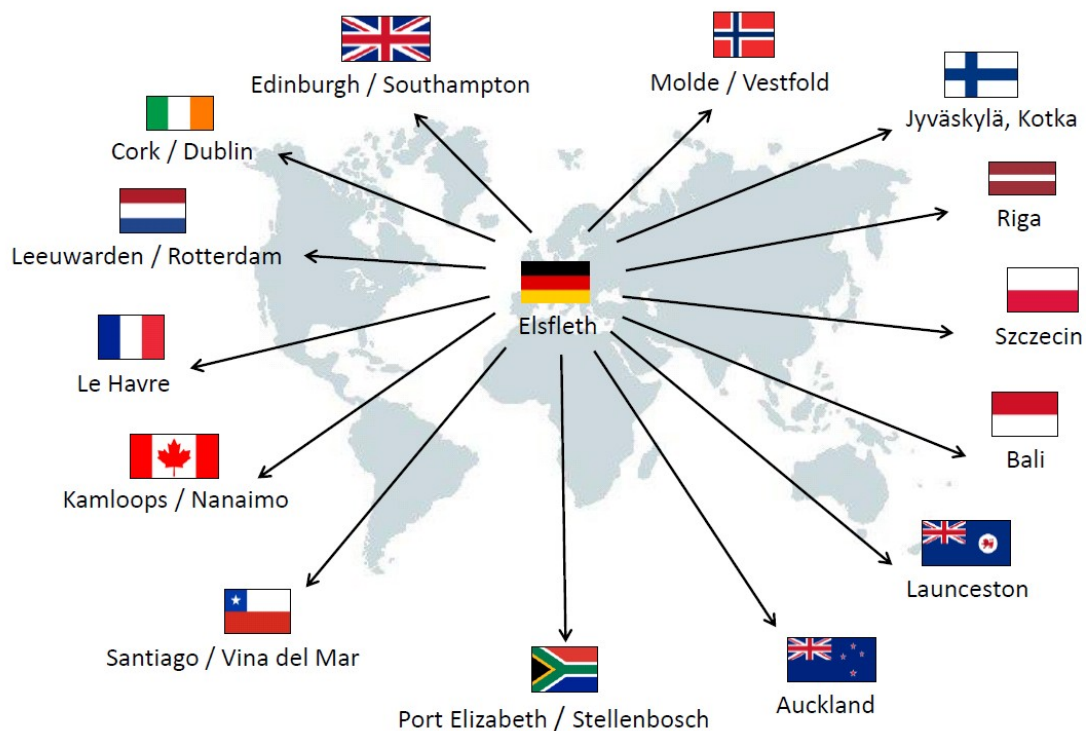 Edinburgh / Southampton
Molde / Vestfold
Jyväskylä, Kotka
Cork / Dublin
Riga
Leeuwarden / Rotterdam
Elsfleth
Szczecin
Le Havre
Bali
Kamloops / Nanaimo
Launceston
Santiago / Vina del Mar
Auckland
Port Elizabeth / Stellenbosch